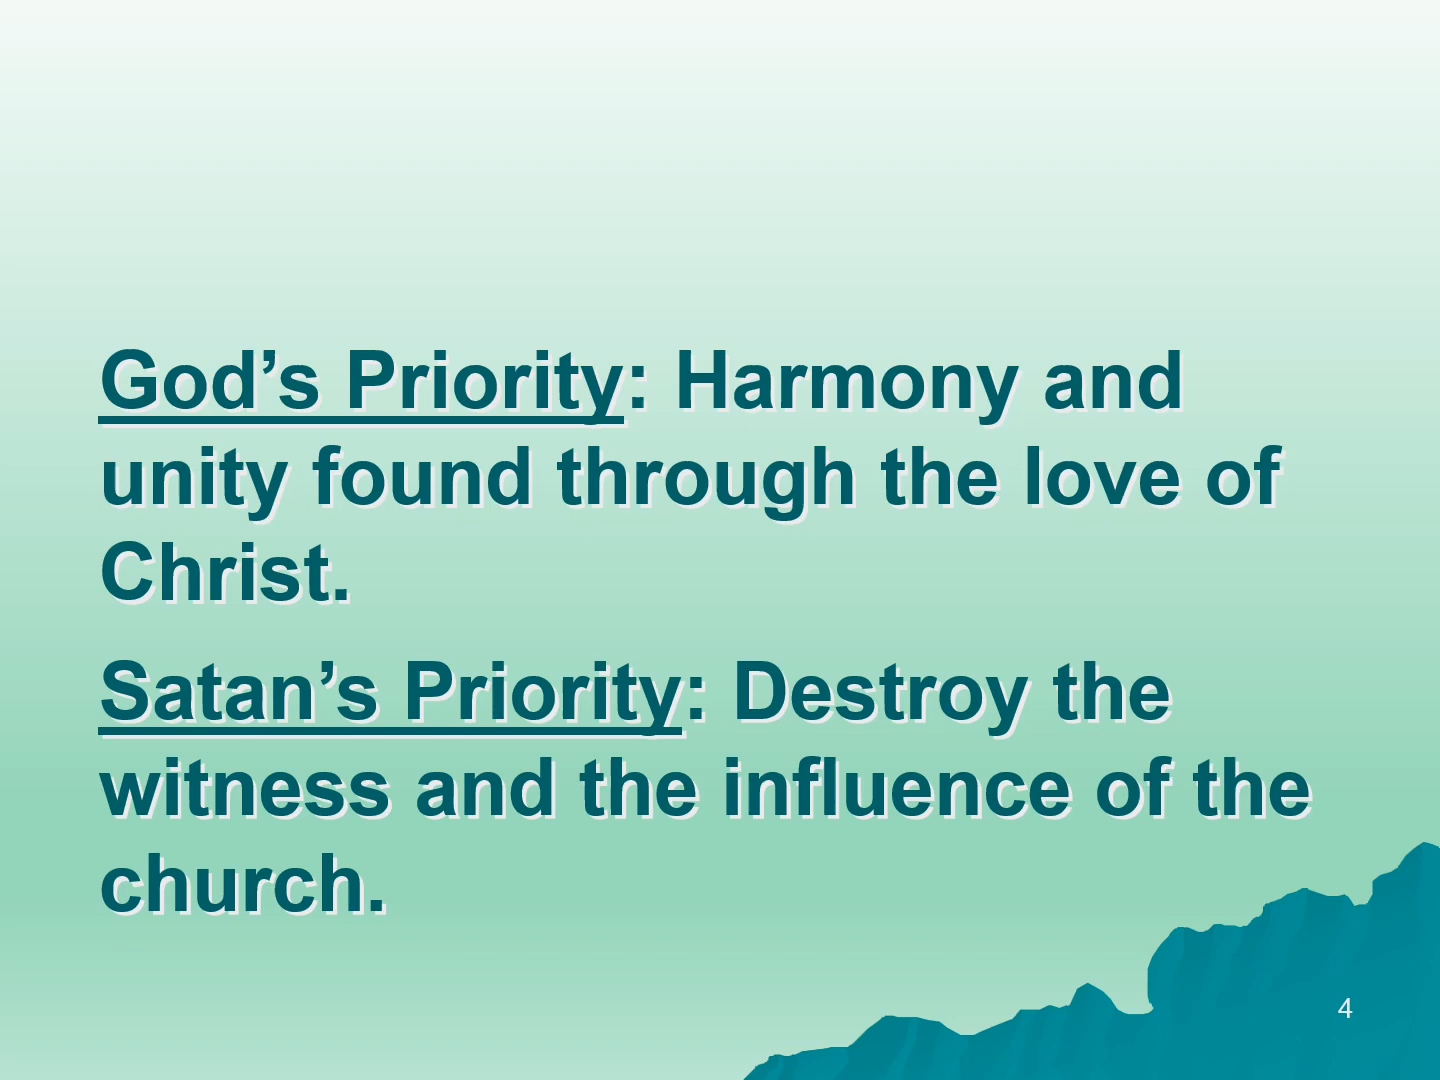 God’s Priority: Harmony and
unity found through the love of
Christ.
Satan’s Priority: Destroy the
witness and the influence of the
church.
4